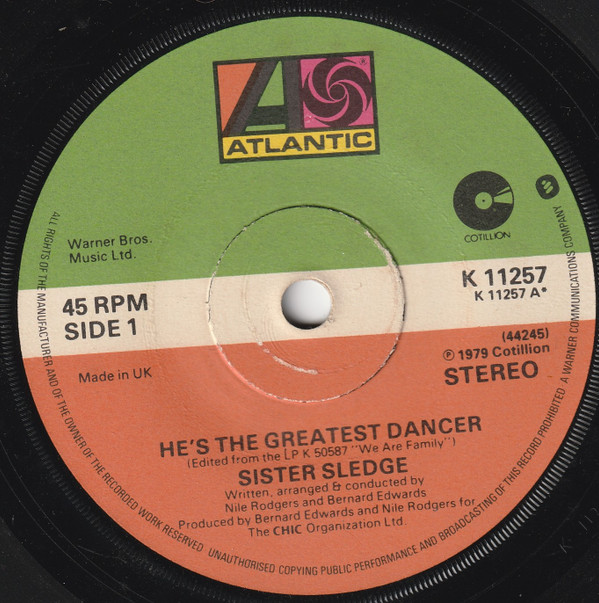 ATLANTIC
COTILLION
Warner Bros.
Music Ltd.
K 11257
K 11257 A*
45 RPM
SIDE 1
(44245)
℗ 1979 Cotillion
STEREO
Made in UK
HE'S THE GREATEST DANCER
(Edited from the LP K 50587 "We Are Family")
SISTER SLEDGE
Written, arranged & conducted by
Nile Rodgers and Bernard Edwards
Produced by Bernard Edwards and Nile Rodgers for
The CHIC Organization Ltd.
ALL RIGHTS OF THE MANUFACTURER AND OF THE OWNER OF THE RECORDED WORK RESERVED UNAUTHORISED COPYING PUBLIC PERFORMANCE AND BROADCASTING OF THIS RECORD PROHIBITED A WARNER COMMUNICATIONS COMPANY